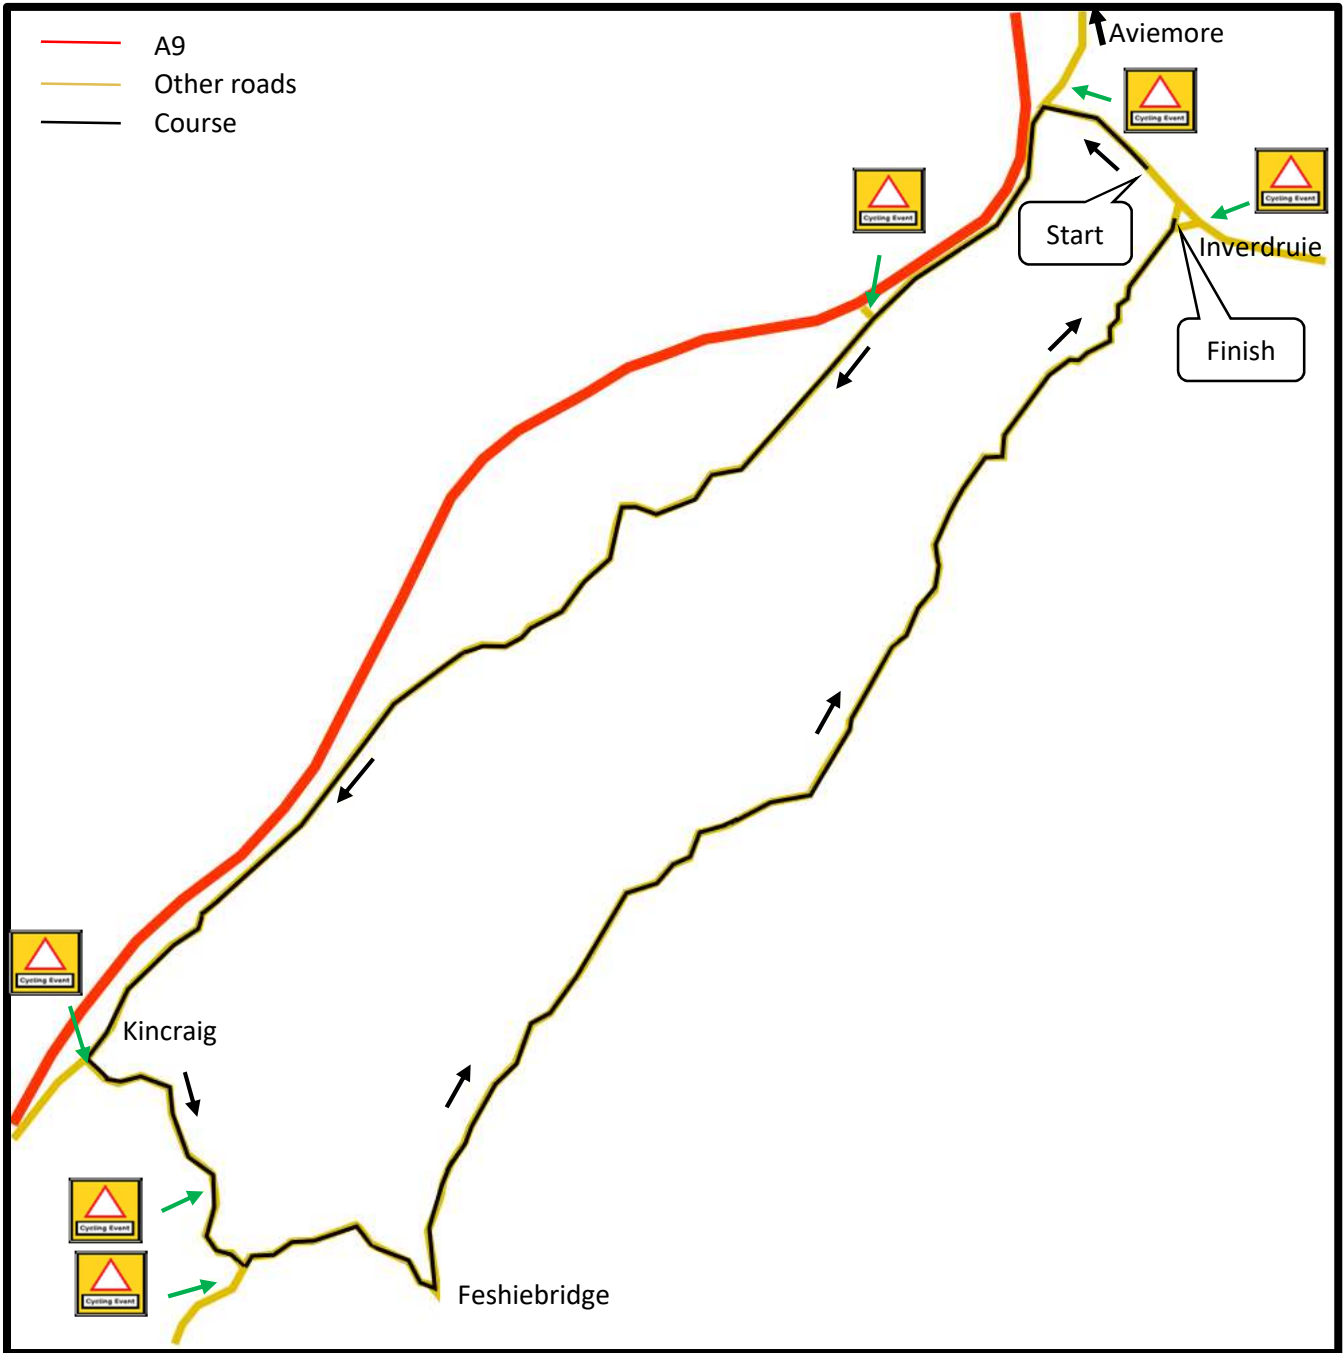 A9
Other roads
Course
Aviemore
Cycling Event
Cycling Event
Cycling Event
Start
Inverdruie
Finish
Cycling Event
Kincraig
Cycling Event
Cycling Event
Feshiebridge